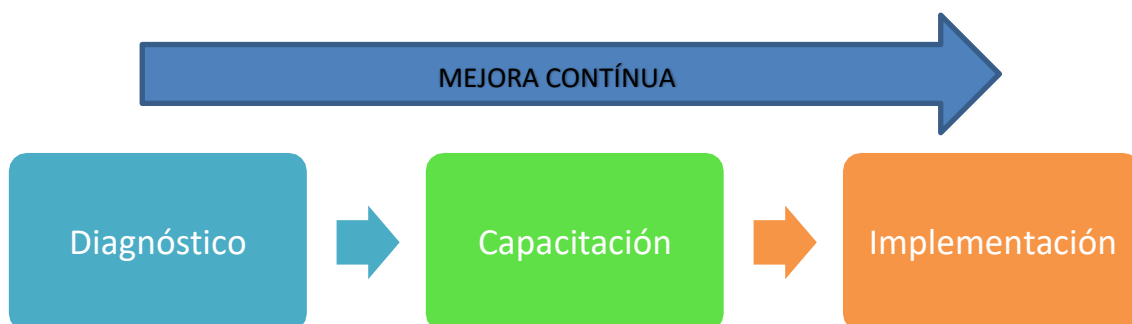 MEJORA CONTÍNUA
Diagnóstico
Capacitación
Implementación